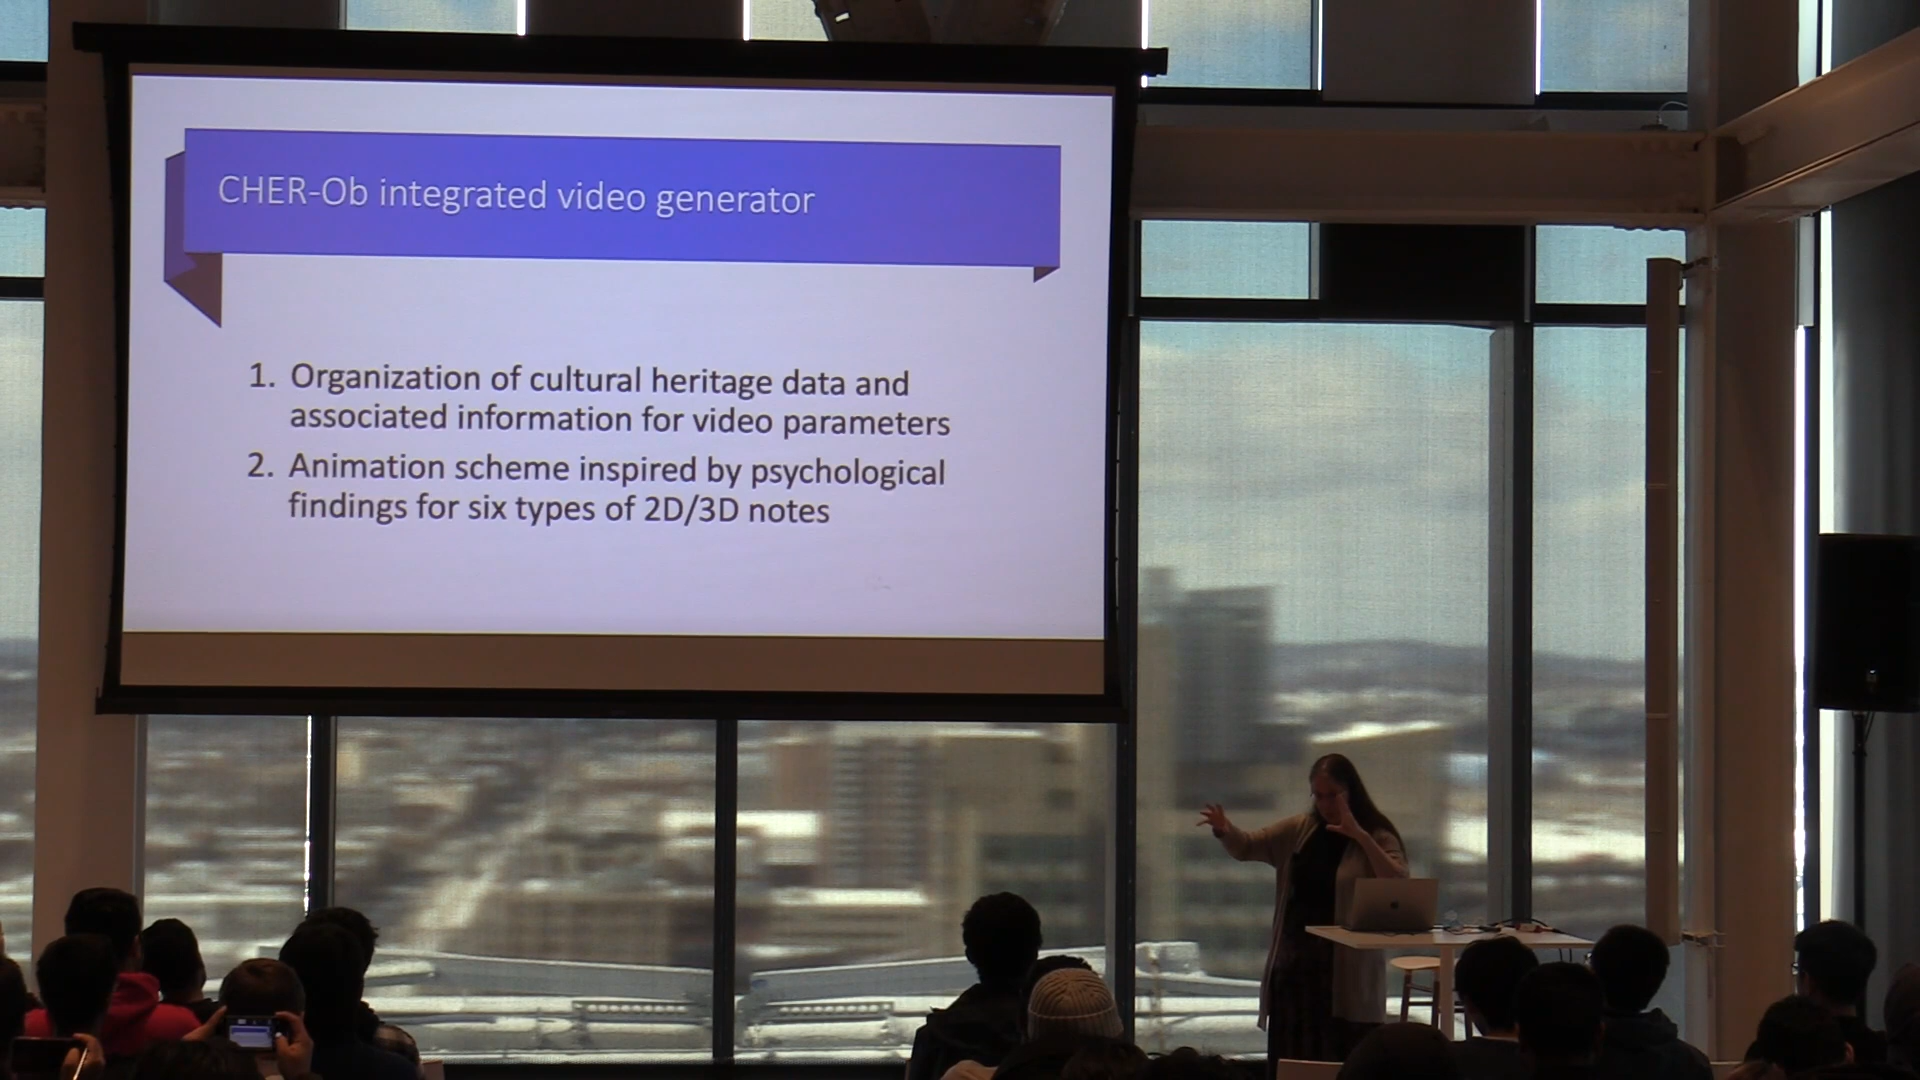 CHER-Ob integrated video generator
1. Organization of cultural heritage data and
associated information for video parameters
2. Animation scheme inspired by psychological
findings for six types of 2D/3D notes